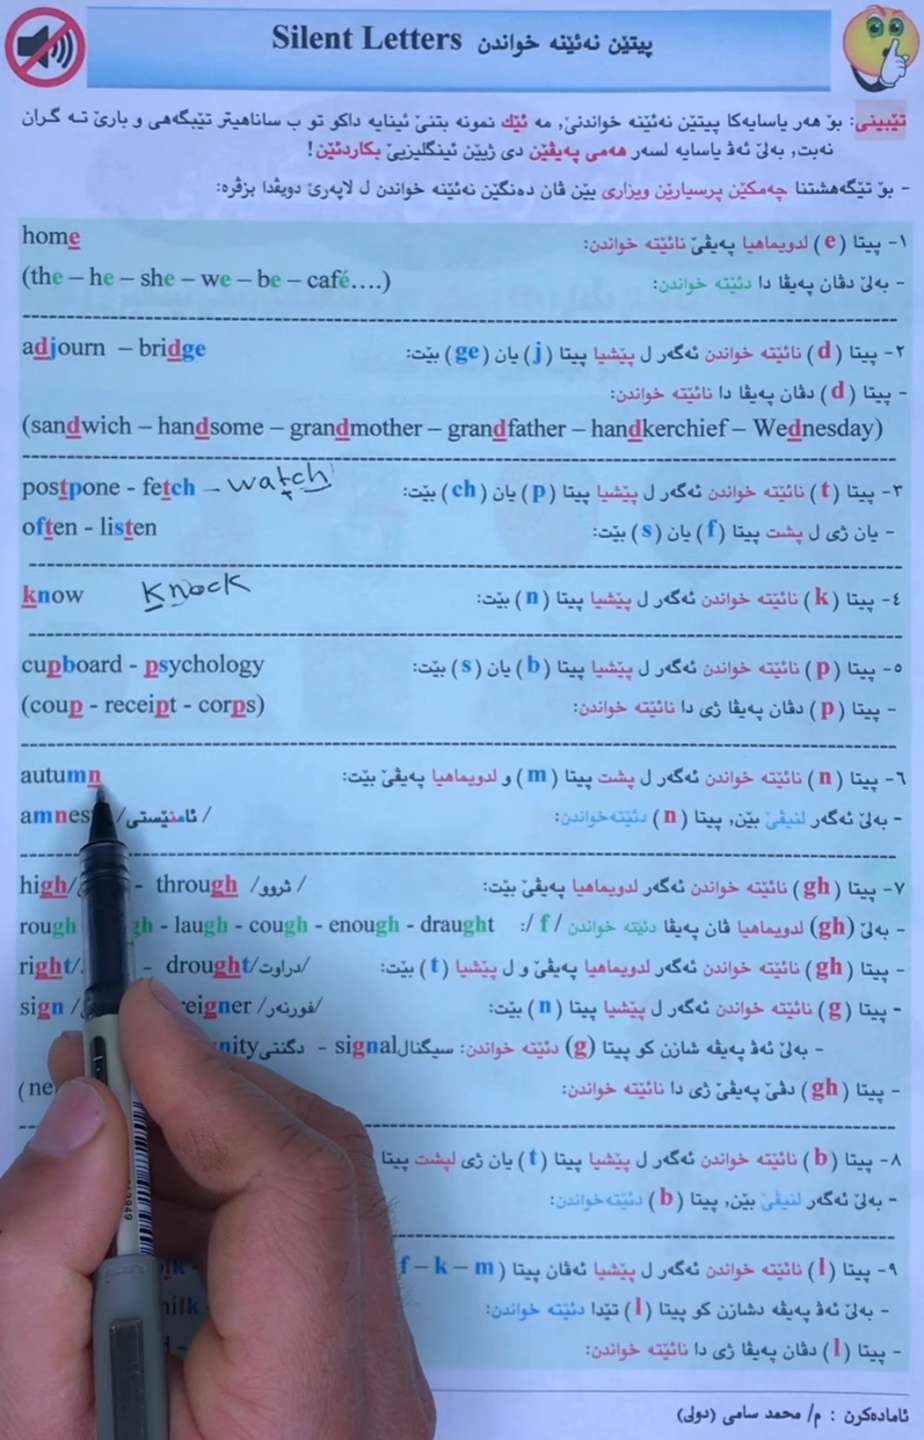 Silent Letters پیتێن نەئێنە خواندن
تێبینی: بۆ هەر یاسایەکا پیتێن نەئێنە خواندنێ، مە ئێك نمونە بتنێ ئینایە داکو تو ب ساناهیتر تێبگەهی و بارێ تە گران
نەبت، بەلێ ئەڤ یاسایە لسەر هەمی پەیڤێن دی ژیێن ئینگلیزیێ بکاردئێن!
- بۆ تێگەهشتنا چەمکێن پرسیارێن ویزاری یێن ڤان دەنگێن نەئێنە خواندن ل لاپەرێ دویڤدا بزڤرە:
home ١- پیتا (e) لدویماهیا پەیڤێ نائێتە خواندن:
(the – he – she – we – be – café….) - بەلێ دڤان پەیڤا دا دئێتە خواندن:
adjourn – bridge ٢- پیتا (d) نائێتە خواندن ئەگەر ل پێشیا پیتا (j) یان (ge) بێت:
- پیتا (d) دڤان پەیڤا دا نائێتە خواندن:
(sandwich – handsome – grandmother – grandfather – handkerchief – Wednesday)
postpone - fetch – watch ٣- پیتا (t) نائێتە خواندن ئەگەر ل پێشیا پیتا (p) یان (ch) بێت:
often - listen - یان ژی ل پشت پیتا (f) یان (s) بێت:
know Knock ٤- پیتا (k) نائێتە خواندن ئەگەر ل پێشیا پیتا (n) بێت:
cupboard - psychology ٥- پیتا (p) نائێتە خواندن ئەگەر ل پێشیا پیتا (b) یان (s) بێت:
(coup - receipt - corps) - پیتا (p) دڤان پەیڤا ژی دا نائێتە خواندن:
autumn ٦- پیتا (n) نائێتە خواندن ئەگەر ل پشت پیتا (m) و لدویماهیا پەیڤێ بێت:
/ئامنێستی/ - بەلێ ئەگەر لنیڤێ بێن, پیتا (n) دئێتەخواندن:
high/ - through /ثروو/ ٧- پیتا (gh) نائێتە خواندن ئەگەر لدویماهیا پەیڤێ بێت:
rough - laugh - cough - enough - draught - بەلێ (gh) لدویماهیا ڤان پەیڤا دئێتە خواندن / f /:
right/ - drought/دراوت/ - پیتا (gh) نائێتە خواندن ئەگەر لدویماهیا پەیڤێ و ل پێشیا (t) بێت:
sign / /فورنەر/ - پیتا (g) نائێتە خواندن ئەگەر ل پێشیا پیتا (n) بێت:
دگنتی - signal سیگنال - بەلێ ئەڤ پەیڤە شازن کو پیتا (g) دئێتە خواندن:
- پیتا (gh) دڤێ پەیڤێ ژی دا نائێتە خواندن:
٨- پیتا (b) نائێتە خواندن ئەگەر ل پێشیا پیتا (t) یان ژی لپشت پیتا
- بەلێ ئەگەر لنیڤێ بێن, پیتا (b) دئێتەخواندن:
f – k – m) ٩- پیتا (l) نائێتە خواندن ئەگەر ل پێشیا ئەڤان پیتا
- بەلێ ئەڤ پەیڤە دشازن کو پیتا (l) تێدا دئێتە خواندن:
- پیتا (l) دڤان پەیڤا ژی دا نائێتە خواندن:
ئامادەکرن : م/ محمد سامی (دولی)